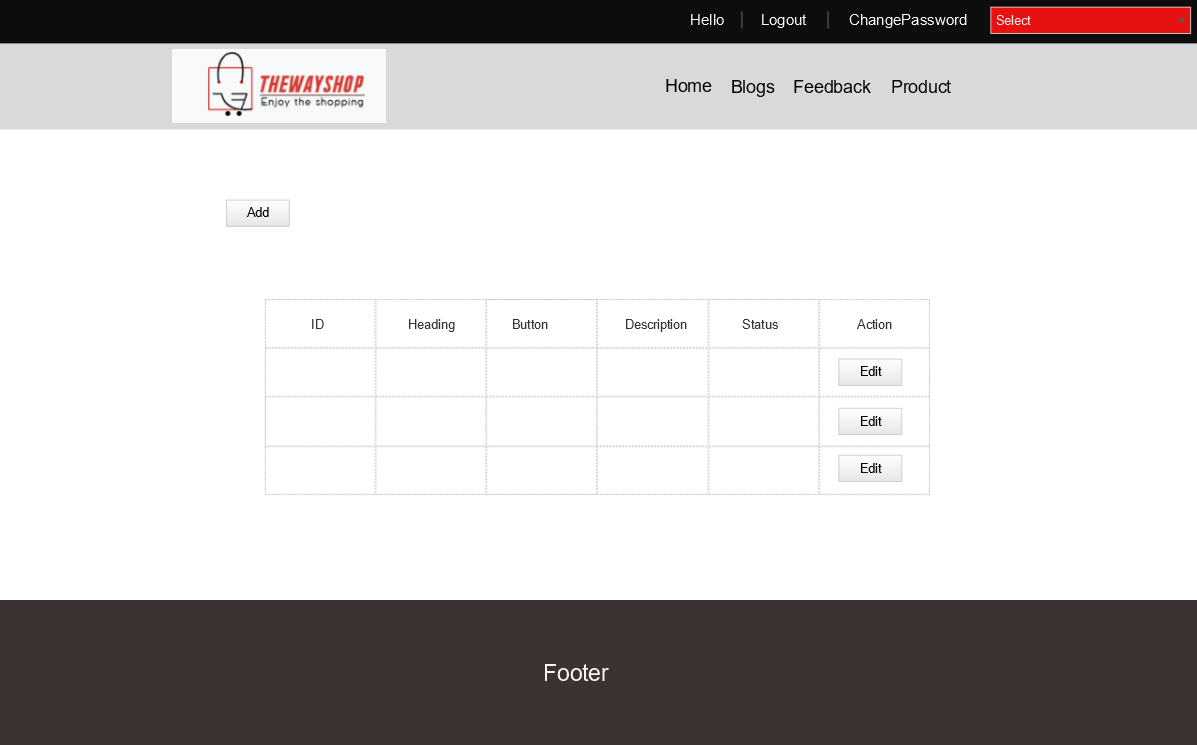 Hello | Logout | ChangePassword Select
THEWAYSHOP
Enjoy the shopping
Home Blogs Feedback Product
Add
ID Heading Button Description Status Action
Edit
Edit
Edit
Footer